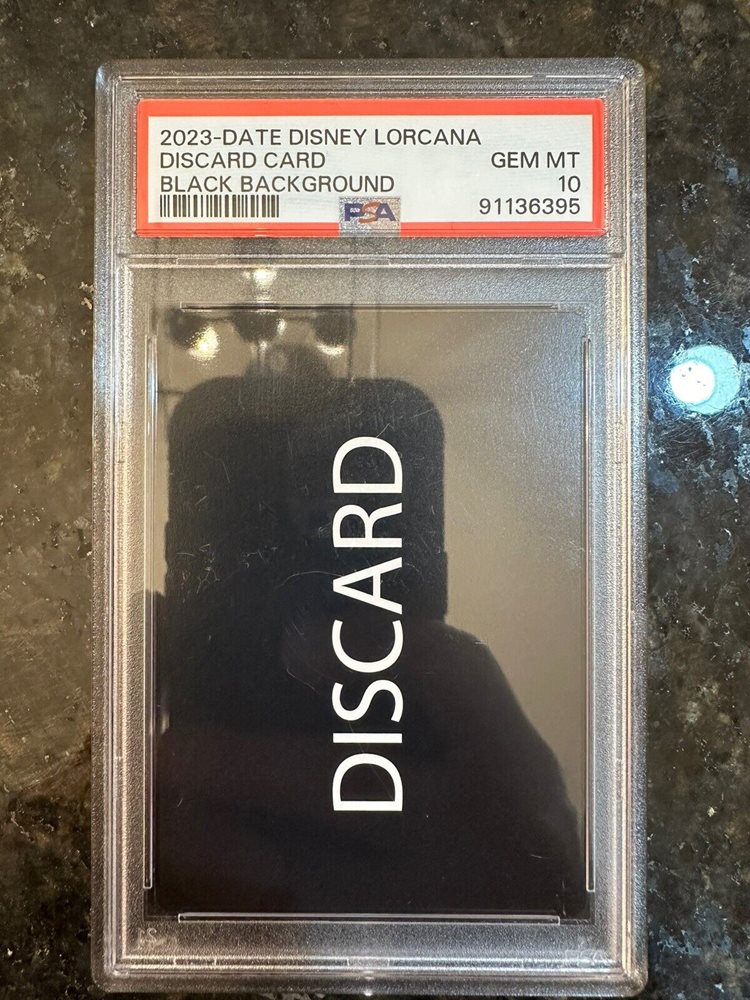 2023-DATE DISNEY LORCANA
DISCARD CARD GEM MT
BLACK BACKGROUND 10
PSA 91136395
DISCARD